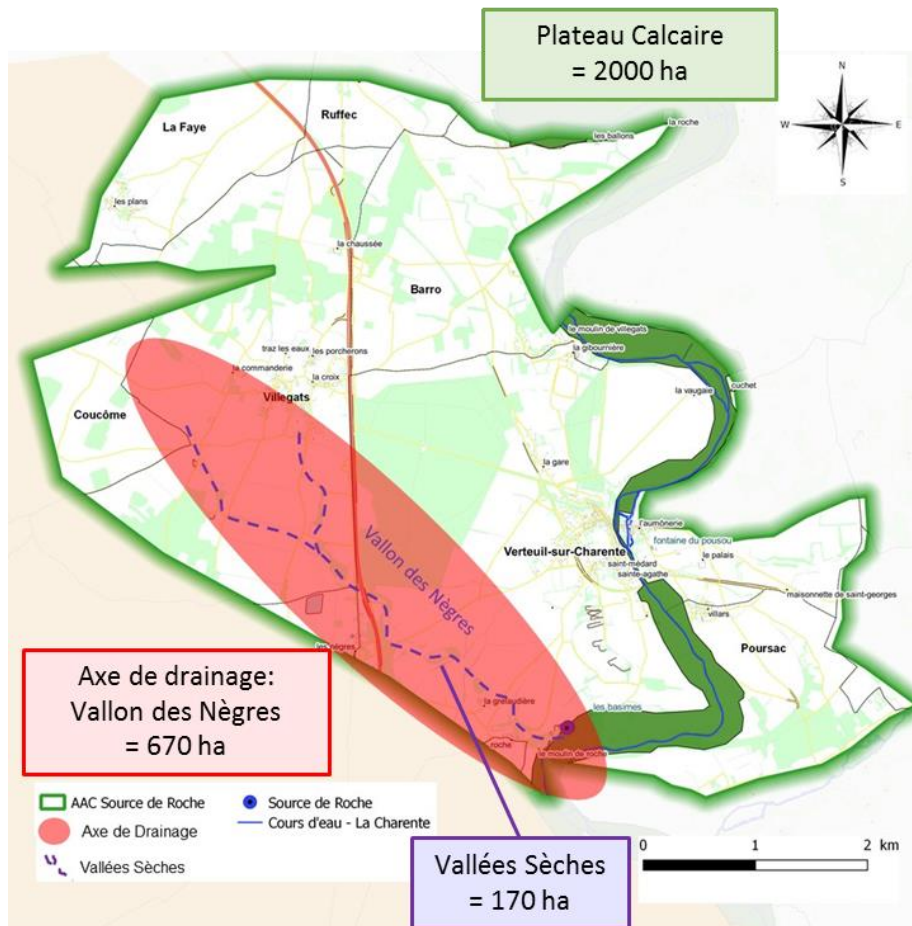 Plateau Calcaire
= 2000 ha
N
W
E
S
La Faye
Ruffec
les ballons
la roche
les plans
la chaussée
Barro
le moulin de villegats
la gibournière
traz les eaux
les porcherons
la commanderie
la croix
Villegats
Coucôme
la vaugaie
cuchet
la gare
l'aumônerie
fontaine du pousou
Verteuil-sur-Charente
le palais
saint-médard
sainte-agathe
maisonnette de saint-georges
villars
Vallon des Nègres
Poursac
les nègres
la grelaudière
les basimes
roche
le moulin de roche
Axe de drainage:
Vallon des Nègres
= 670 ha
AAC Source de Roche
Source de Roche
Axe de Drainage
Cours d'eau - La Charente
Vallées Sèches
Vallées Sèches
= 170 ha
0 1 2 km